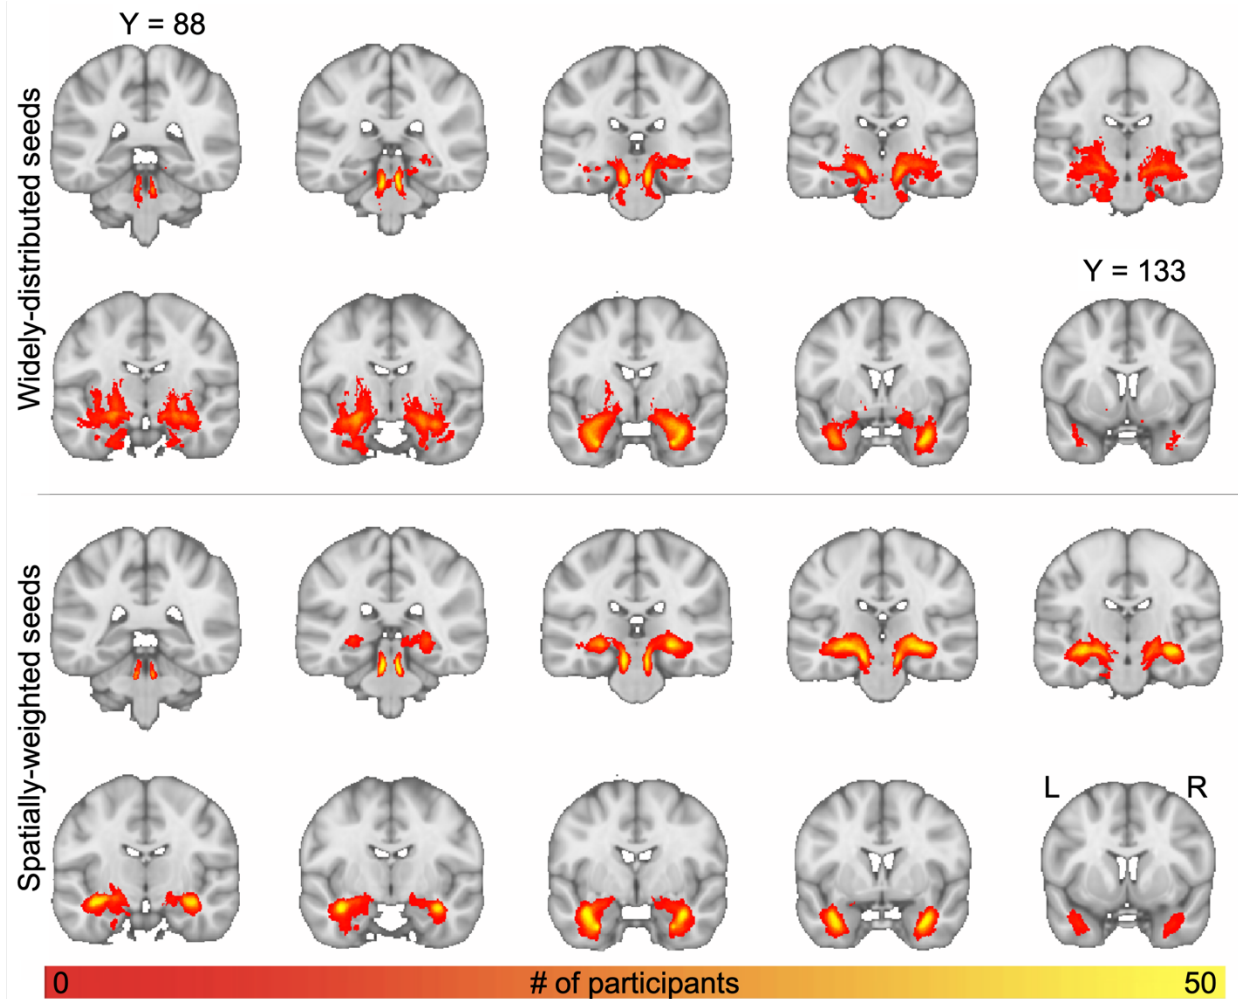 Y = 88
Widely-distributed seeds
Y = 133
Spatially-weighted seeds
L R
0 # of participants 50